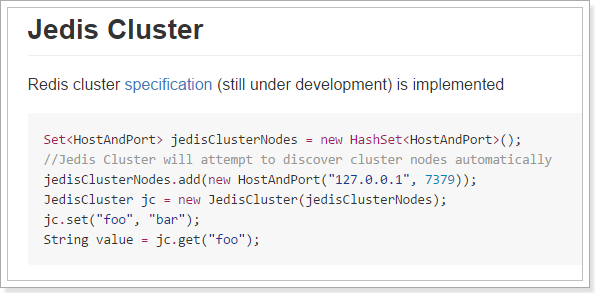 Jedis Cluster
Redis cluster specification (still under development) is implemented
Set<HostAndPort> jedisClusterNodes = new HashSet<HostAndPort>();
//Jedis Cluster will attempt to discover cluster nodes automatically
jedisClusterNodes.add(new HostAndPort("127.0.0.1", 7379));
JedisCluster jc = new JedisCluster(jedisClusterNodes);
jc.set("foo", "bar");
String value = jc.get("foo");